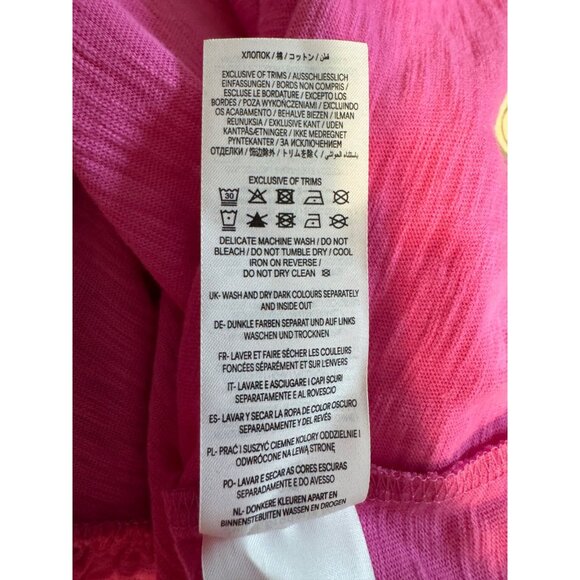 ХЛОПОК / 棉 / コットン / قطن
EXCLUSIVE OF TRIMS / AUSSCHLIESSLICH
EINFASSUNGEN / BORDS NON COMPRIS /
ESCLUSE LE BORDATURE / EXCEPTO LOS
BORDES / POZA WYKOŃCZENIAMI / EXCLUINDO
OS ACABAMENTO / BEHALVE BIEZEN / ILMAN
REUNUKSIA / EXKLUSIVE KANT / UDEN
KANTPÅSÆTNINGER / IKKE MEDREGNET
PYNTEKANTER / ЗА ИСКЛЮЧЕНИЕМ
ОТДЕЛКИ / 饰边除外 / トリムを除く / باستثناء الحواشي
EXCLUSIVE OF TRIMS
30
DELICATE MACHINE WASH / DO NOT
BLEACH / DO NOT TUMBLE DRY / COOL
IRON ON REVERSE /
DO NOT DRY CLEAN
UK- WASH AND DRY DARK COLOURS SEPARATELY
AND INSIDE OUT
DE- DUNKLE FARBEN SEPARAT UND AUF LINKS
WASCHEN UND TROCKNEN
FR- LAVER ET FAIRE SÉCHER LES COULEURS
FONCÉES SÉPARÉMENT ET SUR L'ENVERS
IT- LAVARE E ASCIUGARE I CAPI SCURI
SEPARATAMENTE E AL ROVESCIO
ES- LAVAR Y SECAR LA ROPA DE COLOR OSCURO
SEPARADAMENTE Y DEL REVÉS
PL- PRAĆ I SUSZYĆ CIEMNE KOLORY ODDZIELNIE I
ODWRÓCONE NA LEWĄ STRONĘ
PO- LAVAR E SECAR AS CORES ESCURAS
SEPARADAMENTE E DO AVESSO
NL- DONKERE KLEUREN APART EN
BINNENSTEBUITEN WASSEN EN DROGEN